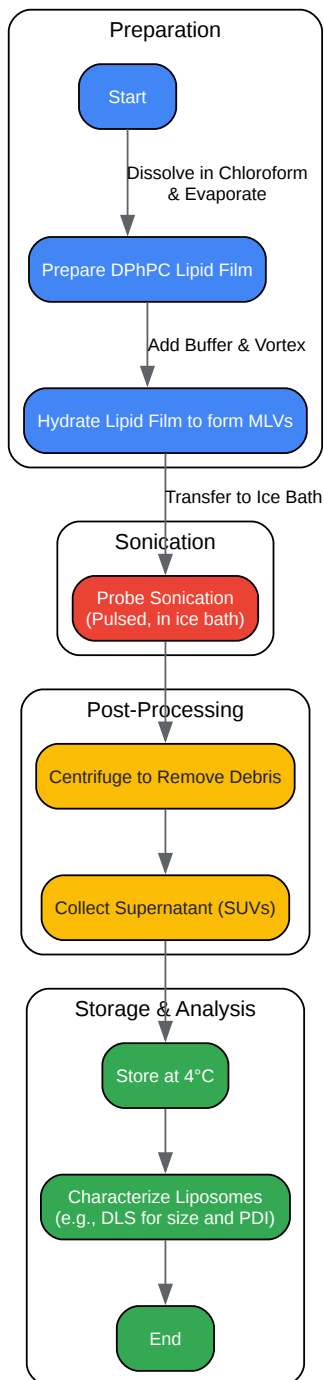 Preparation
Start
Dissolve in Chloroform
& Evaporate
Prepare DPhPC Lipid Film
Add Buffer & Vortex
Hydrate Lipid Film to form MLVs
Transfer to Ice Bath
Sonication
Probe Sonication
(Pulsed, in ice bath)
Post-Processing
Centrifuge to Remove Debris
Collect Supernatant (SUVs)
Storage & Analysis
Store at 4°C
Characterize Liposomes
(e.g., DLS for size and PDI)
End